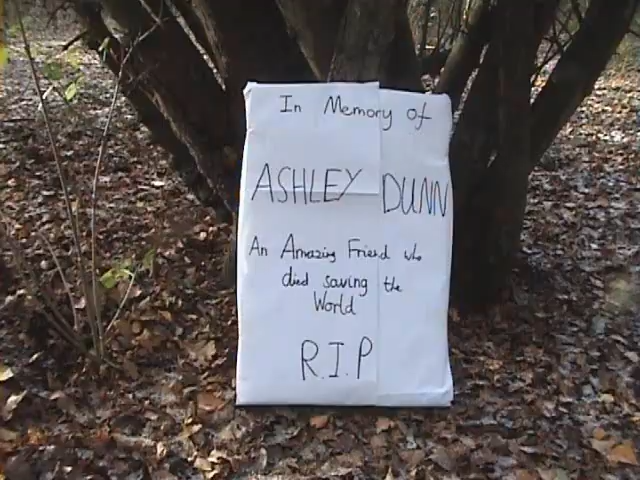 In Memory of
ASHLEY DUNN
An Amazing Friend who
died saving the
World
R.I.P